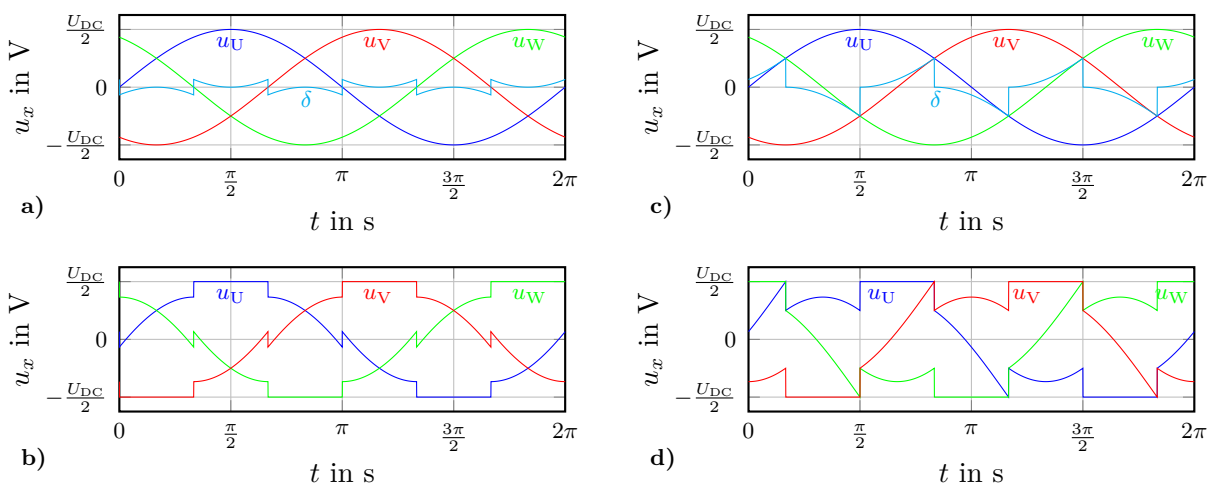 u_x in V
U_DC/2
0
−U_DC/2
u_U
u_V
u_W
δ
0
π/2
π
3π/2
2π
t in s
a)
u_x in V
U_DC/2
0
−U_DC/2
u_U
u_V
u_W
δ
0
π/2
π
3π/2
2π
t in s
c)
u_x in V
U_DC/2
0
−U_DC/2
u_U
u_V
u_W
0
π/2
π
3π/2
2π
t in s
b)
u_x in V
U_DC/2
0
−U_DC/2
u_U
u_V
u_W
0
π/2
π
3π/2
2π
t in s
d)